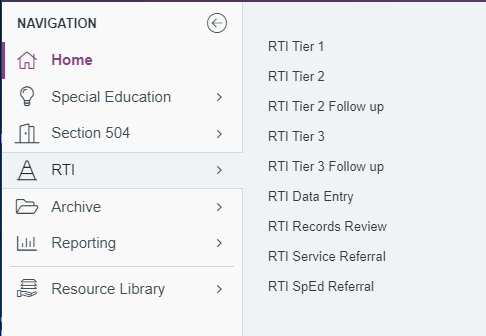 NAVIGATION
Home
Special Education
Section 504
RTI
Archive
Reporting
Resource Library
RTI Tier 1
RTI Tier 2
RTI Tier 2 Follow up
RTI Tier 3
RTI Tier 3 Follow up
RTI Data Entry
RTI Records Review
RTI Service Referral
RTI SpEd Referral